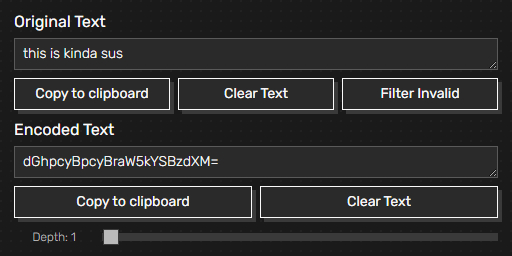 Original Text
this is kinda sus
Copy to clipboard Clear Text Filter Invalid
Encoded Text
dGhpcyBpcyBraW5kYSBzdXM=
Copy to clipboard Clear Text
Depth: 1